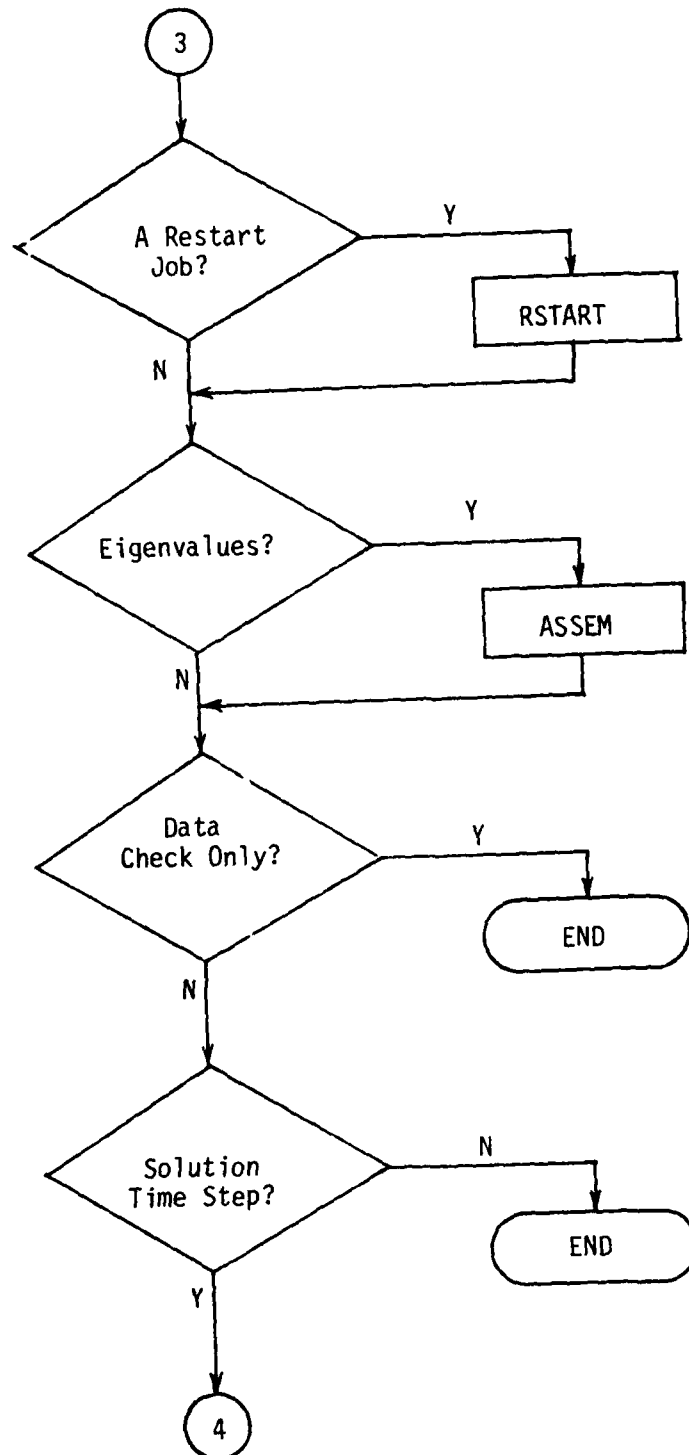 3
A Restart
Job?
Y
RSTART
N
Eigenvalues?
Y
ASSEM
N
Data
Check Only?
Y
END
N
Solution
Time Step?
N
END
Y
4